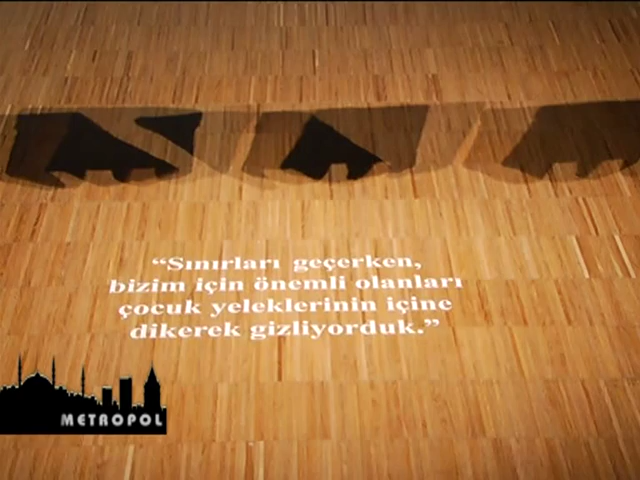 “Sınırları geçerken,
bizim için önemli olanları
çocuk yeleklerinin içine
dikerek gizliyorduk.”
METROPOL